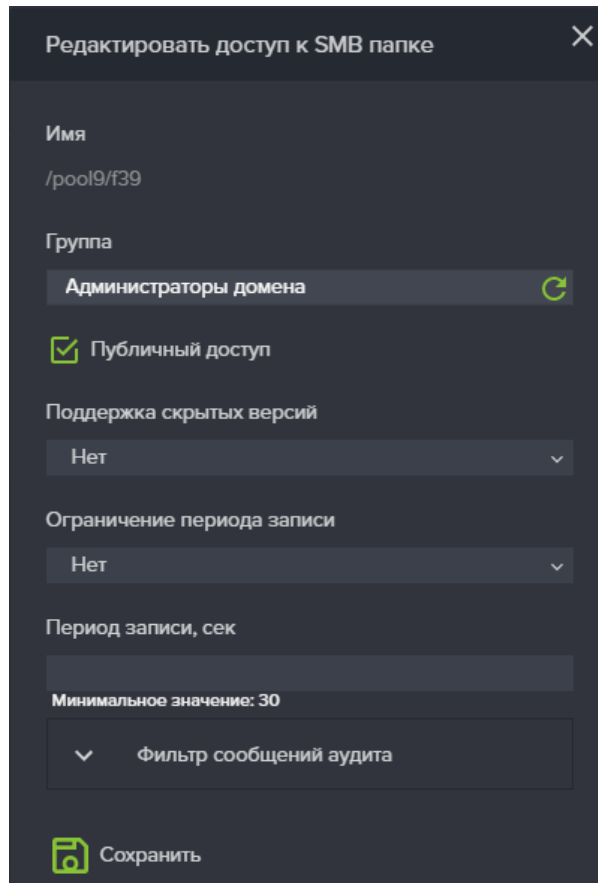 Редактировать доступ к SMB папке
Имя
/pool9/f39
Группа
Администраторы домена
Публичный доступ
Поддержка скрытых версий
Нет
Ограничение периода записи
Нет
Период записи, сек
Минимальное значение: 30
Фильтр сообщений аудита
Сохранить